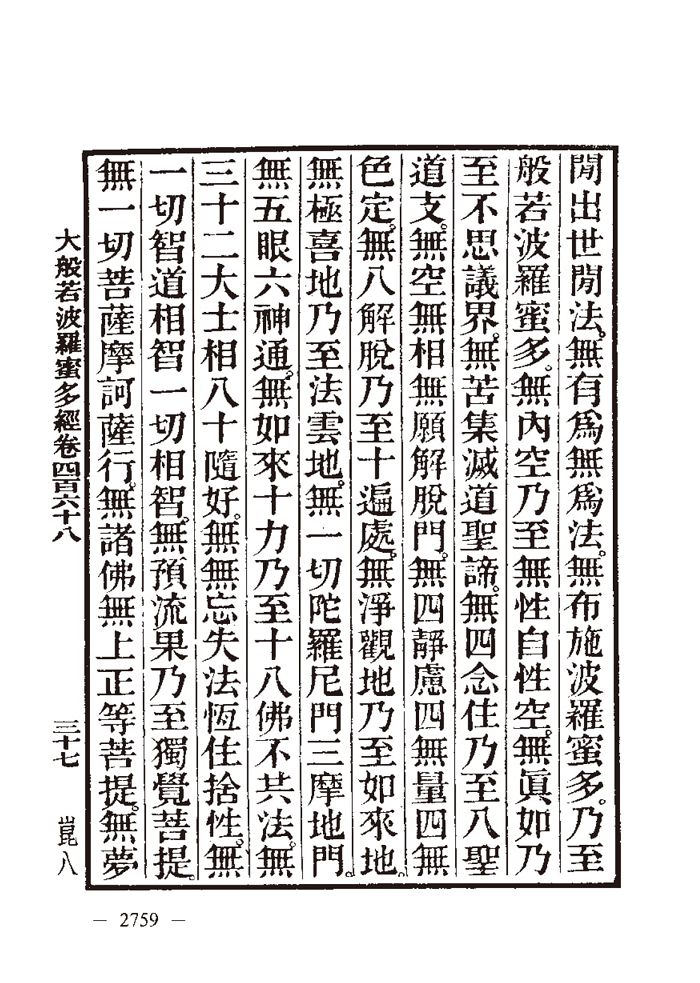 閒出世閒法。無有爲無爲法。無布施波羅蜜多。乃至
般若波羅蜜多。無內空乃至無性自性空。無眞如乃
至不思議界。無苦集滅道聖諦。無四念住乃至八聖
道支。無空無相無願解脫門。無四靜慮四無量四無
色定。無八解脫乃至十遍處。無淨觀地乃至如來地。
無極喜地乃至法雲地。無一切陀羅尼門三摩地門。
無五眼六神通。無如來十力乃至十八佛不共法。無
三十二大士相八十隨好。無無忘失法恆住捨性。無
一切智道相智一切相智。無預流果乃至獨覺菩提。
無一切菩薩摩訶薩行。無諸佛無上正等菩提。無夢
大般若波羅蜜多經卷四百六十八 三十七 崑八
— 2759 —